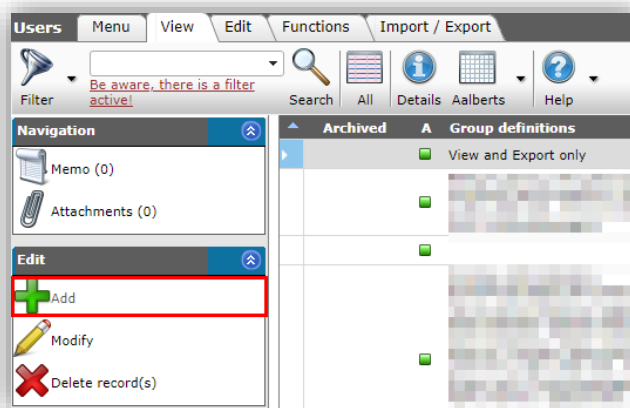 Users Menu View Edit Functions Import / Export
Be aware, there is a filter
active!
Filter Search All Details Aalberts Help
Navigation
Memo (0)
Attachments (0)
Edit
Add
Modify
Delete record(s)
Archived A Group definitions
View and Export only